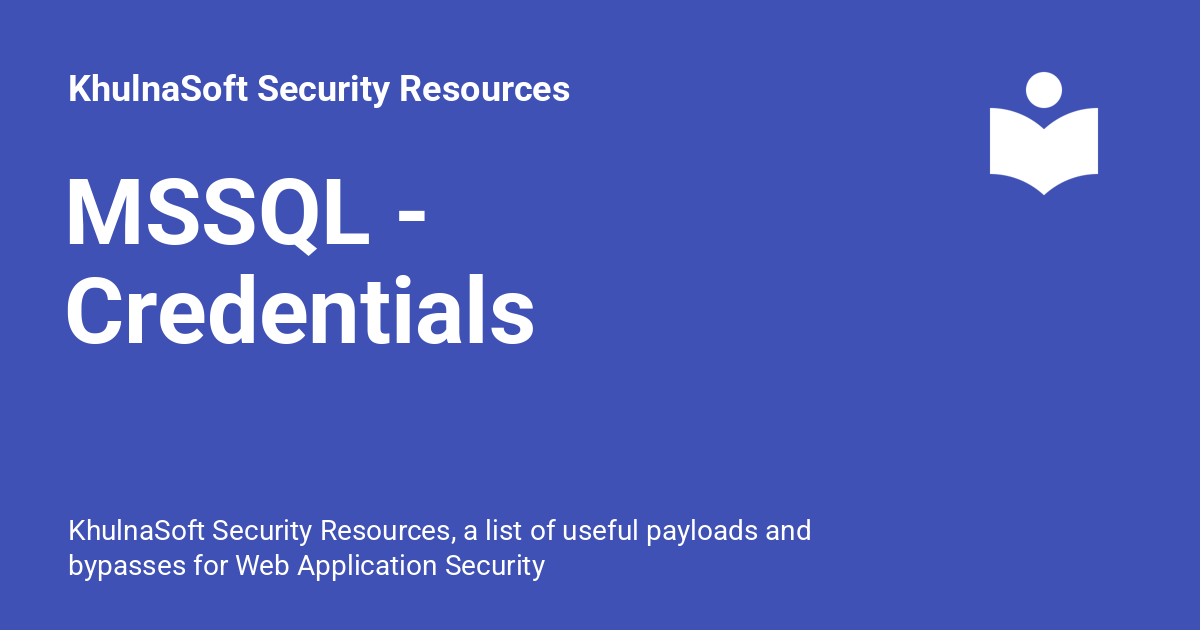 KhulnaSoft Security Resources
MSSQL -
Credentials
KhulnaSoft Security Resources, a list of useful payloads and
bypasses for Web Application Security